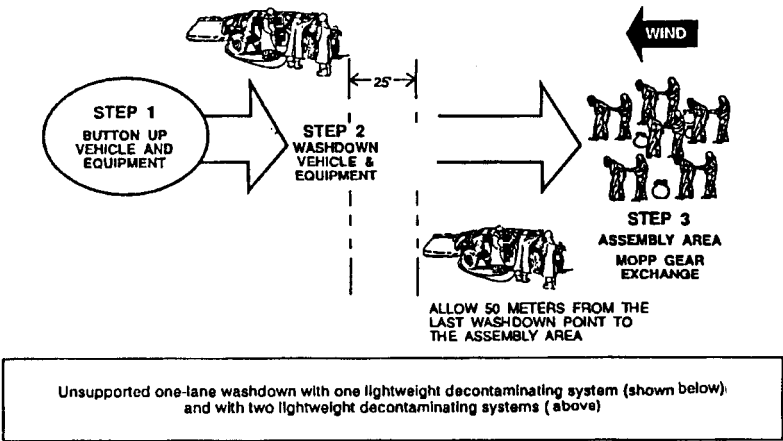 WIND
25'
STEP 1
BUTTON UP
VEHICLE AND
EQUIPMENT
STEP 2
WASHDOWN
VEHICLE &
EQUIPMENT
STEP 3
ASSEMBLY AREA
MOPP GEAR
EXCHANGE
ALLOW 50 METERS FROM THE
LAST WASHDOWN POINT TO
THE ASSEMBLY AREA
Unsupported one-lane washdown with one lightweight decontaminating system (shown below)
and with two lightweight decontaminating systems ( above)